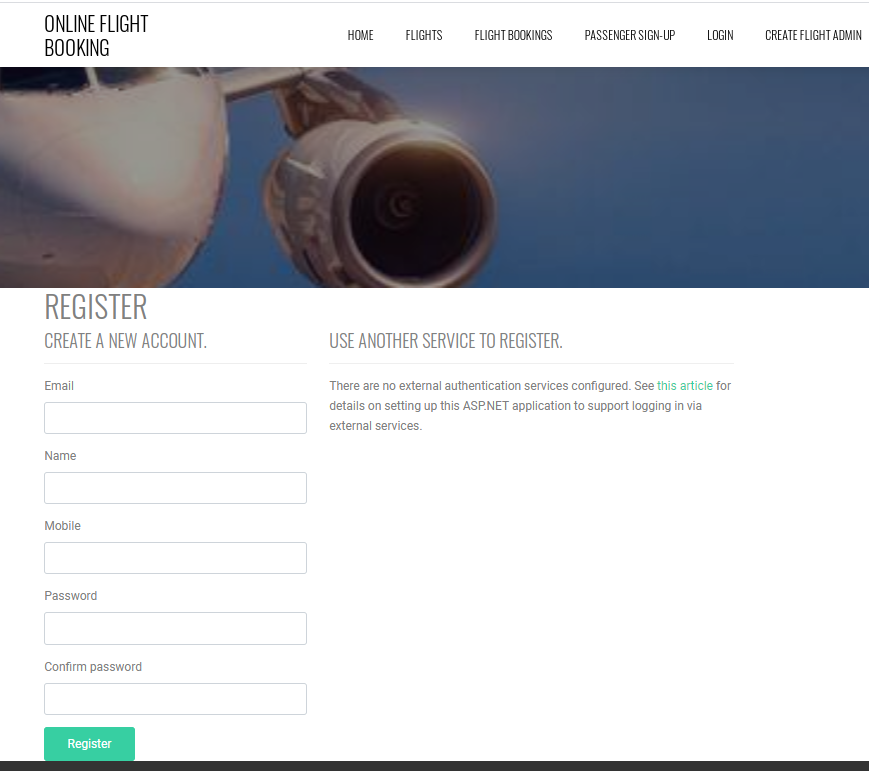 ONLINE FLIGHT
BOOKING
HOME FLIGHTS FLIGHT BOOKINGS PASSENGER SIGN-UP LOGIN CREATE FLIGHT ADMIN
REGISTER
CREATE A NEW ACCOUNT.
Email
Name
Mobile
Password
Confirm password
Register
USE ANOTHER SERVICE TO REGISTER.
There are no external authentication services configured. See this article for
details on setting up this ASP.NET application to support logging in via
external services.